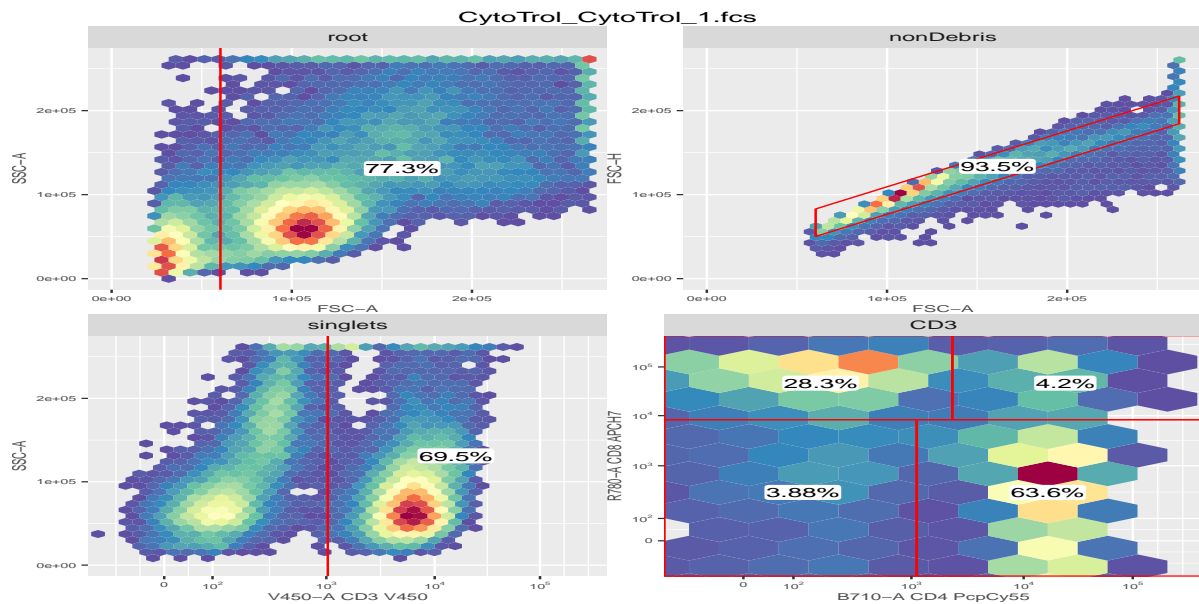 CytoTrol_CytoTrol_1.fcs
root
SSC-A
2e+05
1e+05
0e+00
77.3%
0e+00 1e+05 2e+05
FSC-A
nonDebris
FSC-H
2e+05
1e+05
0e+00
93.5%
0e+00 1e+05 2e+05
FSC-A
singlets
SSC-A
2e+05
1e+05
0e+00
69.5%
0 10² 10³ 10⁴ 10⁵
V450-A CD3 V450
CD3
R780-A CD8 APCH7
10⁵
10⁴
10³
10²
0
28.3% 4.2%
3.88% 63.6%
0 10² 10³ 10⁴ 10⁵
B710-A CD4 PcpCy55